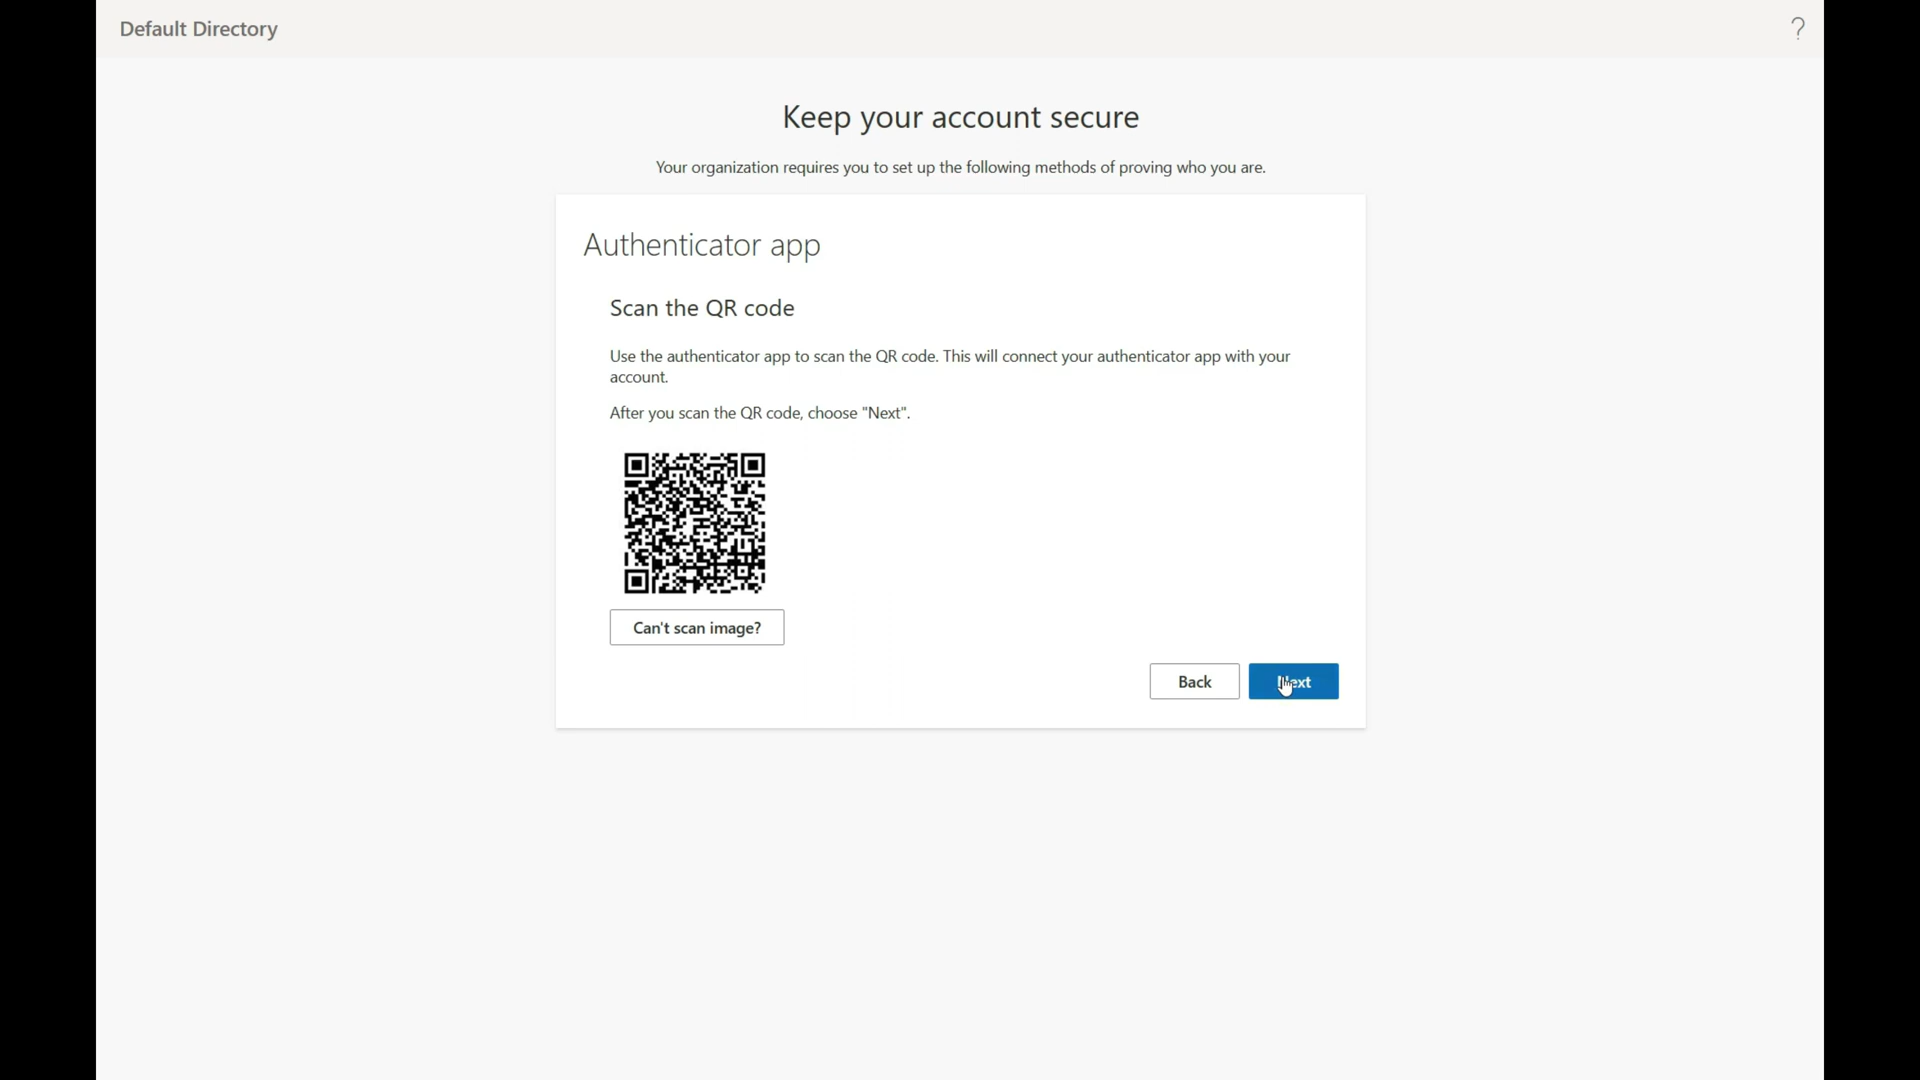 Default Directory
?
Keep your account secure
Your organization requires you to set up the following methods of proving who you are.
Authenticator app
Scan the QR code
Use the authenticator app to scan the QR code. This will connect your authenticator app with your
account.
After you scan the QR code, choose "Next".
Can't scan image?
Back
Next